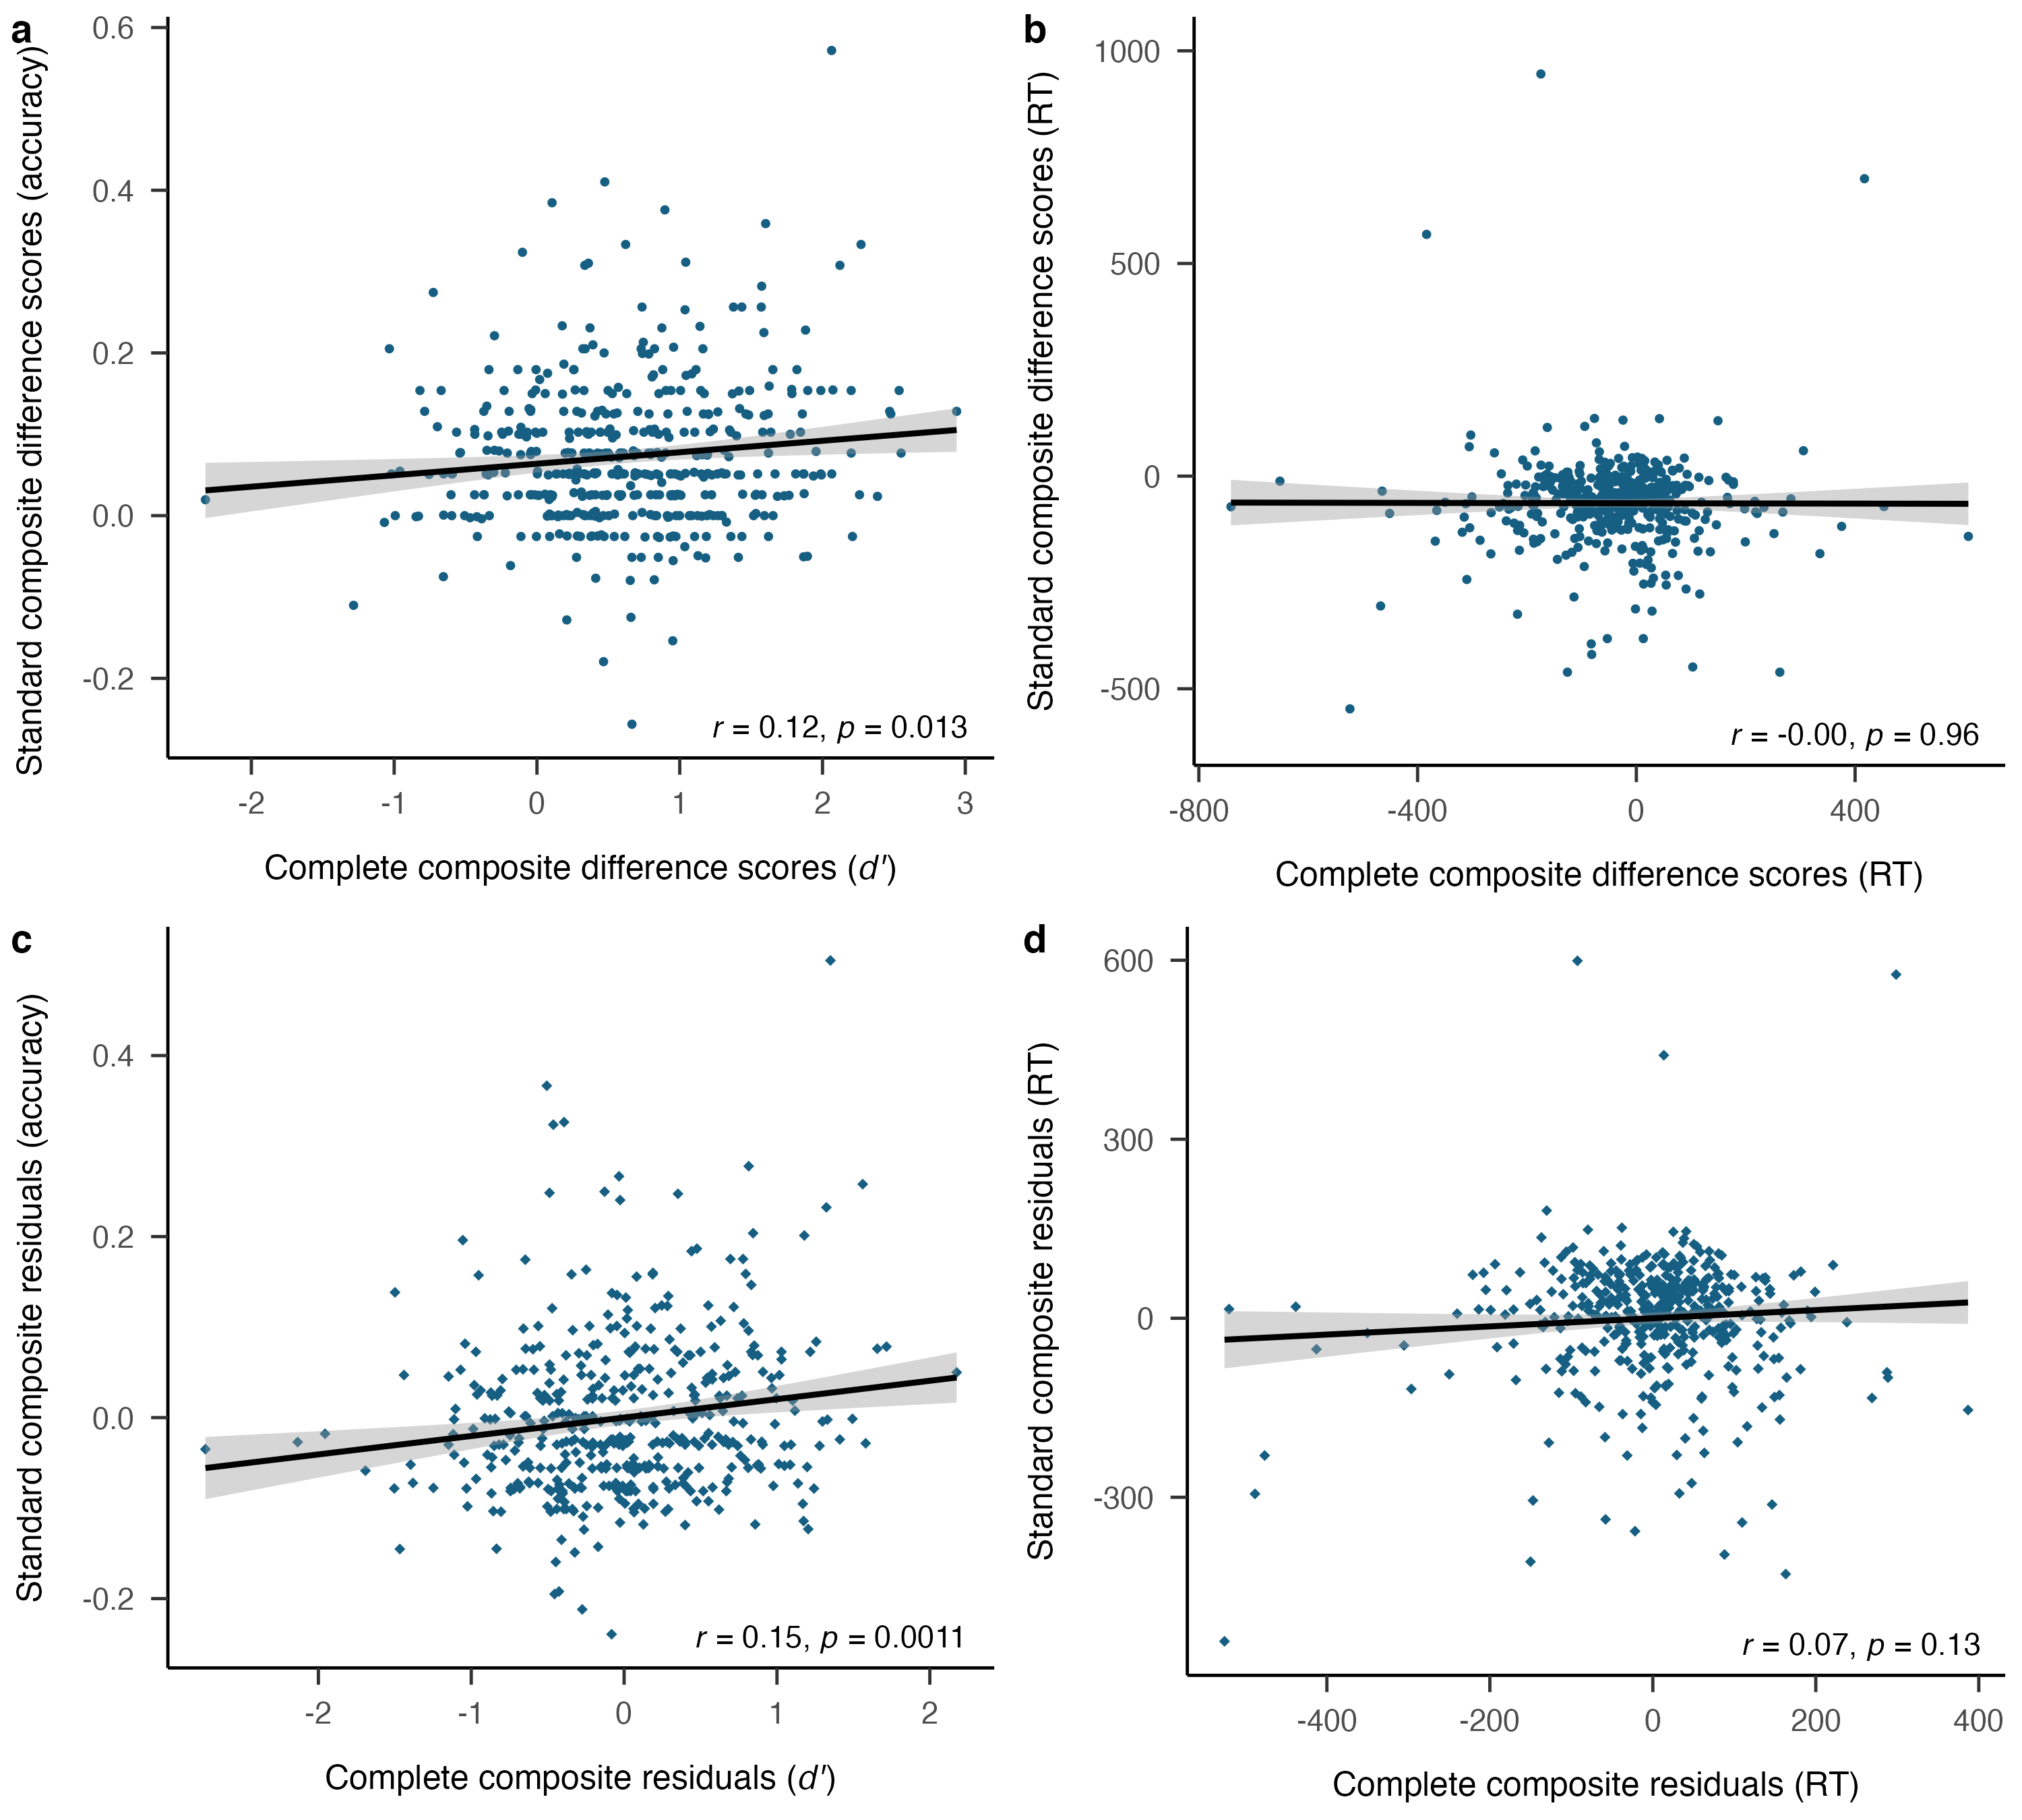 a
Standard composite difference scores (accuracy)
0.6
0.4
0.2
0.0
-0.2
r = 0.12, p = 0.013
-2 -1 0 1 2 3
Complete composite difference scores (d')
b
Standard composite difference scores (RT)
1000
500
0
-500
r = -0.00, p = 0.96
-800 -400 0 400
Complete composite difference scores (RT)
c
Standard composite residuals (accuracy)
0.4
0.2
0.0
-0.2
r = 0.15, p = 0.0011
-2 -1 0 1 2
Complete composite residuals (d')
d
Standard composite residuals (RT)
600
300
0
-300
r = 0.07, p = 0.13
-400 -200 0 200 400
Complete composite residuals (RT)